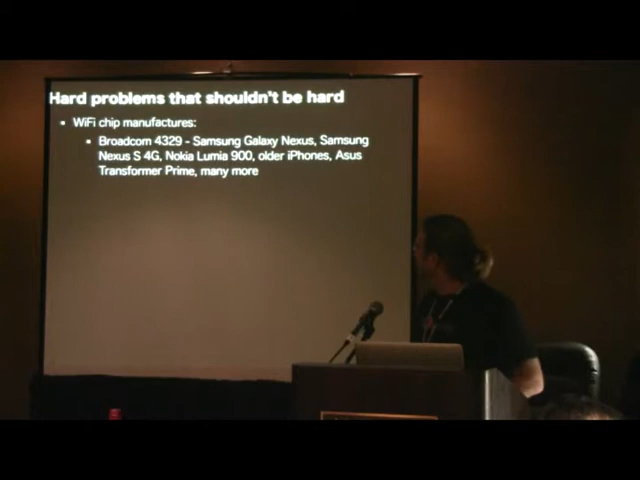 Hard problems that shouldn't be hard
• WiFi chip manufactures:
• Broadcom 4329 - Samsung Galaxy Nexus, Samsung
Nexus S 4G, Nokia Lumia 900, older iPhones, Asus
Transformer Prime, many more